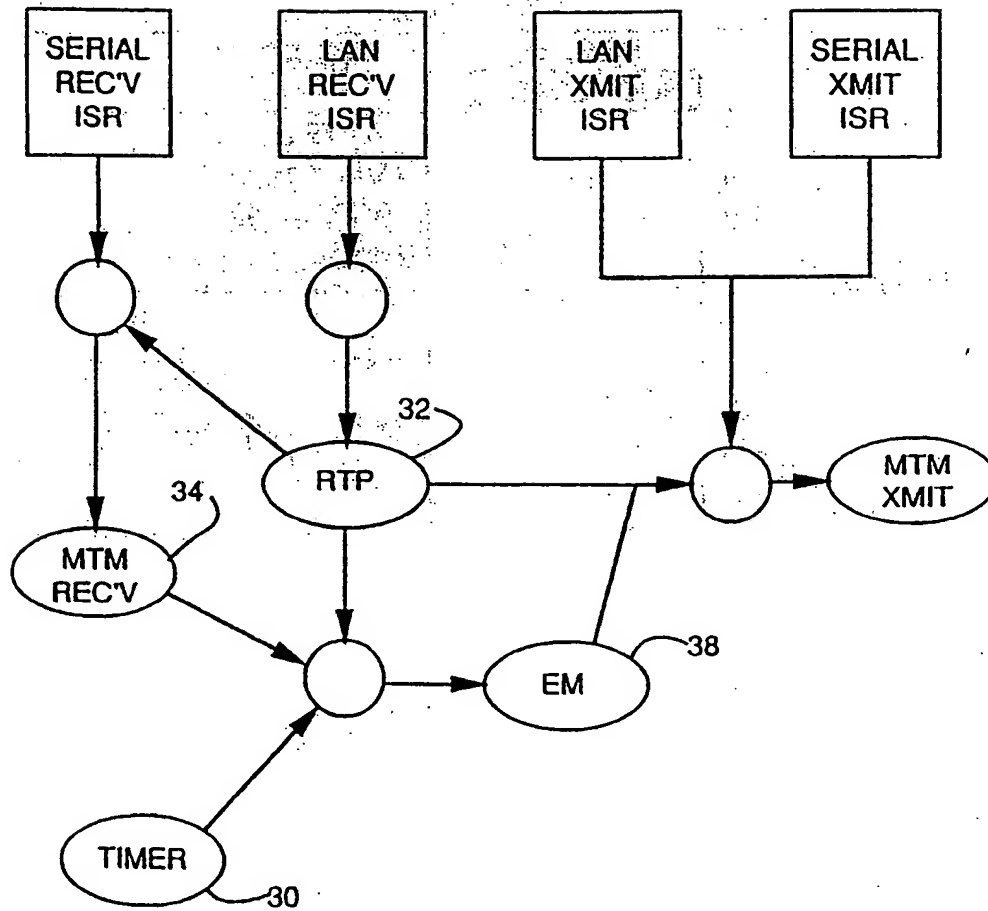 SERIAL
REC'V
ISR
LAN
REC'V
ISR
LAN
XMIT
ISR
SERIAL
XMIT
ISR
32
RTP
MTM
XMIT
34
MTM
REC'V
38
EM
TIMER
30